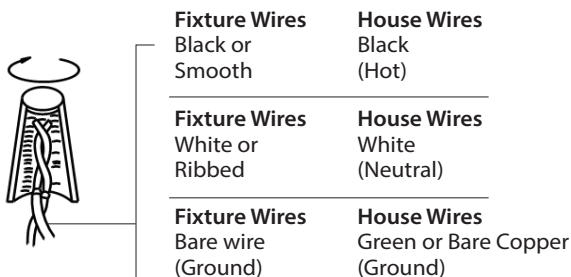 Fixture Wires House Wires
Black or Black
Smooth (Hot)
Fixture Wires House Wires
White or White
Ribbed (Neutral)
Fixture Wires House Wires
Bare wire Green or Bare Copper
(Ground) (Ground)